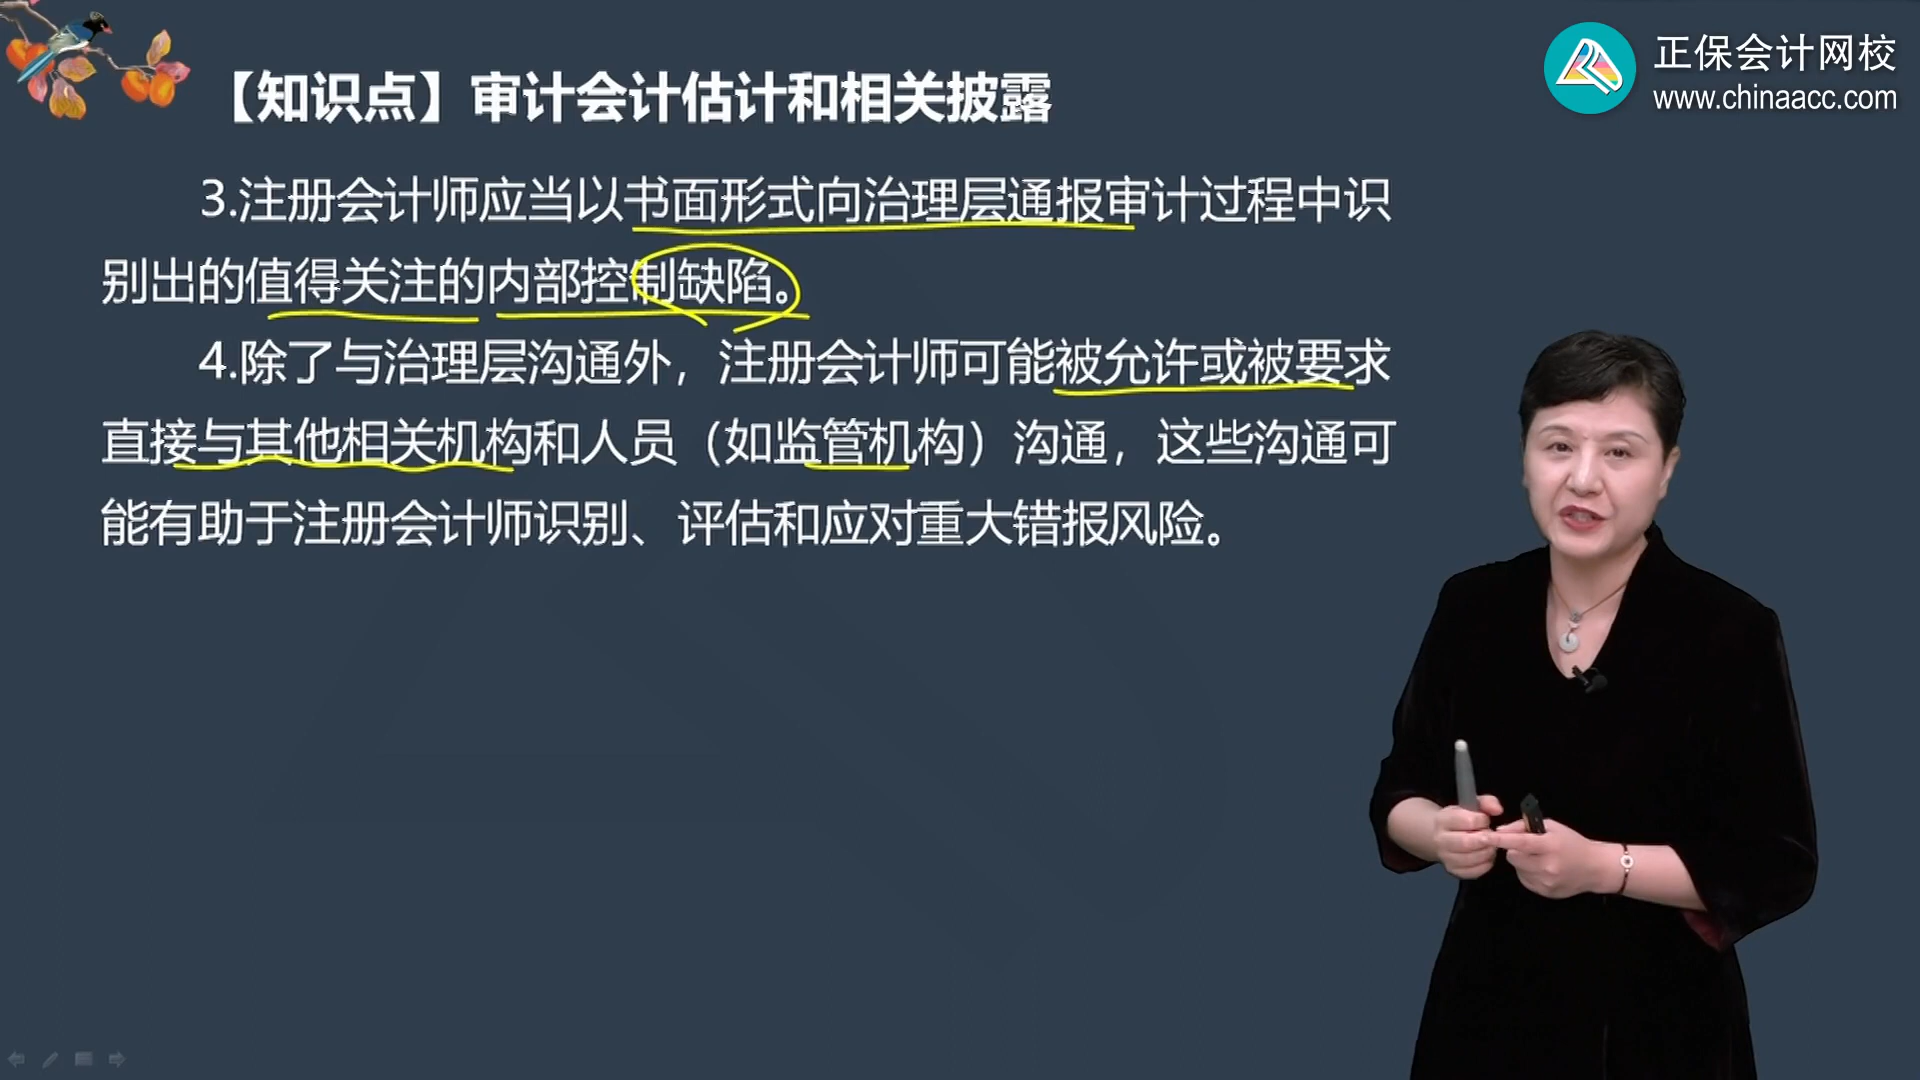 正保会计网校
www.chinaacc.com
【知识点】审计会计估计和相关披露
3.注册会计师应当以书面形式向治理层通报审计过程中识
别出的值得关注的内部控制缺陷。
4.除了与治理层沟通外，注册会计师可能被允许或被要求
直接与其他相关机构和人员（如监管机构）沟通，这些沟通可
能有助于注册会计师识别、评估和应对重大错报风险。